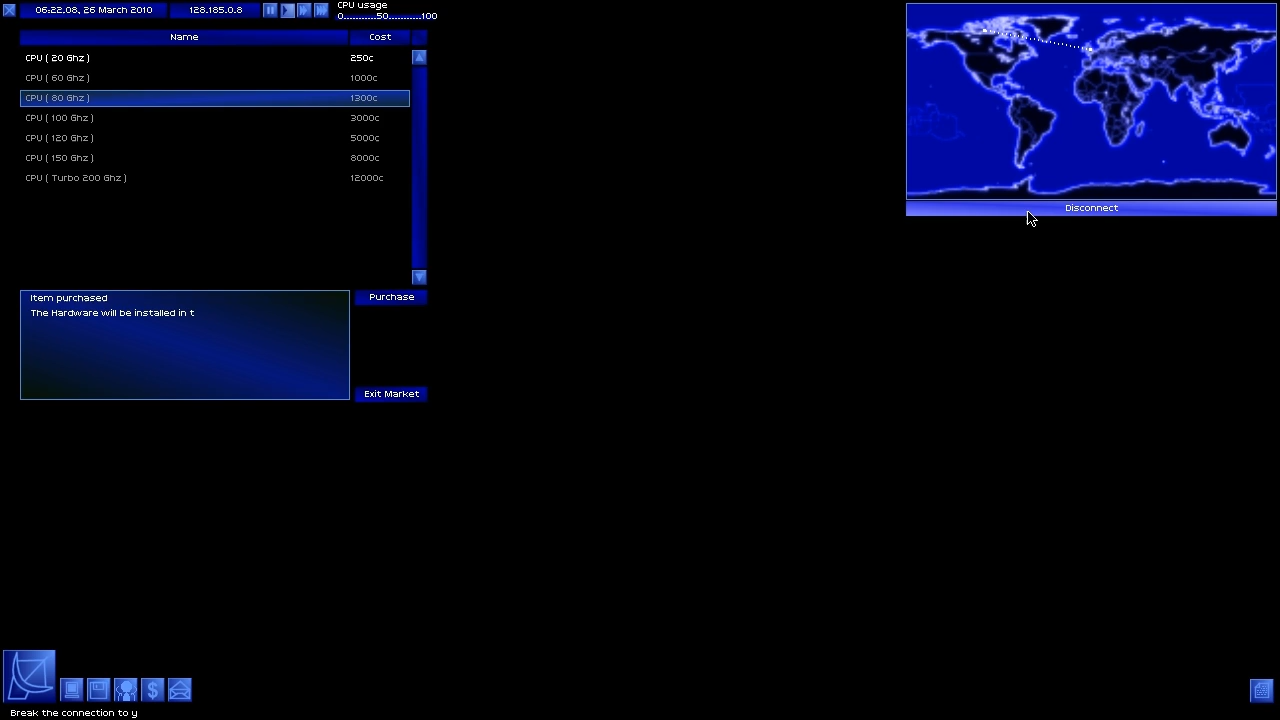 06:22.08, 26 March 2010
128.185.0.8
CPU usage
0............50............100
Name Cost
CPU ( 20 Ghz ) 250c
CPU ( 60 Ghz ) 1000c
CPU ( 80 Ghz ) 1300c
CPU ( 100 Ghz ) 3000c
CPU ( 120 Ghz ) 5000c
CPU ( 150 Ghz ) 8000c
CPU ( Turbo 200 Ghz ) 12000c
Item purchased
The Hardware will be installed in t
Purchase
Exit Market
Disconnect
Break the connection to y